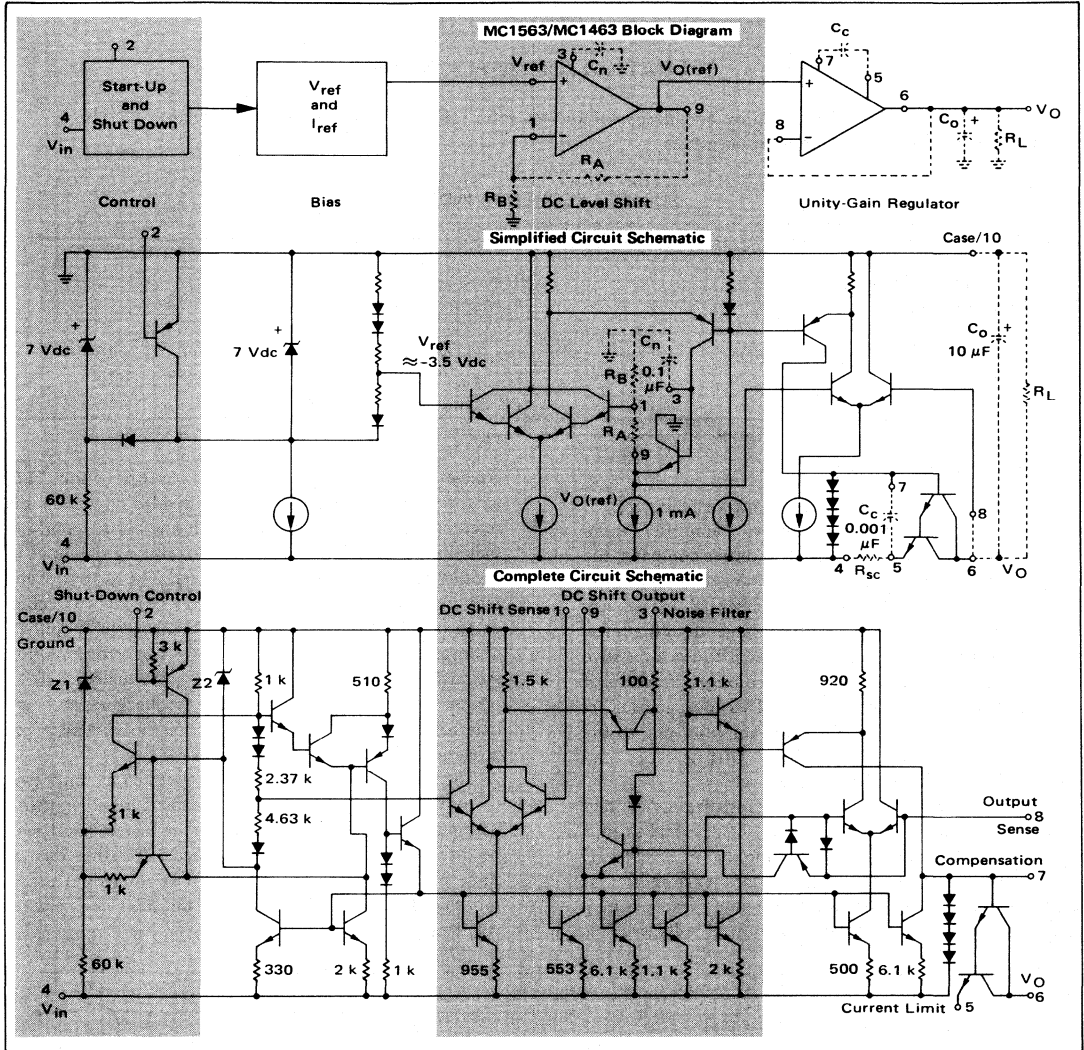 MC1563/MC1463 Block Diagram
2
Start-Up
and
Shut Down
4
Vin
Vref
and
Iref
Vref
3
Cn
+
−
1
VO(ref)
9
RA
RB
Cc
7
5
+
−
8
6
VO
Co
+
RL
Control
Bias
DC Level Shift
Unity-Gain Regulator
Simplified Circuit Schematic
2
Case/10
+
7 Vdc
+
7 Vdc
Vref
≈ -3.5 Vdc
Cn
0.1
µF
RB
3
1
RA
9
Co
10 µF
+
RL
60 k
VO(ref)
1 mA
7
Cc
0.001
µF
8
4
Vin
4
Rsc
5
6
VO
Complete Circuit Schematic
Shut-Down Control
DC Shift Output
2
DC Shift Sense 1
9
3 Noise Filter
Case/10
Ground
3 k
Z1
Z2
1 k
510
1.5 k
100
1.1 k
920
2.37 k
1 k
4.63 k
1 k
Output
8
Sense
Compensation
7
60 k
330
2 k
1 k
955
553
6.1 k
1.1 k
2 k
500
6.1 k
4
Vin
VO
6
Current Limit
5